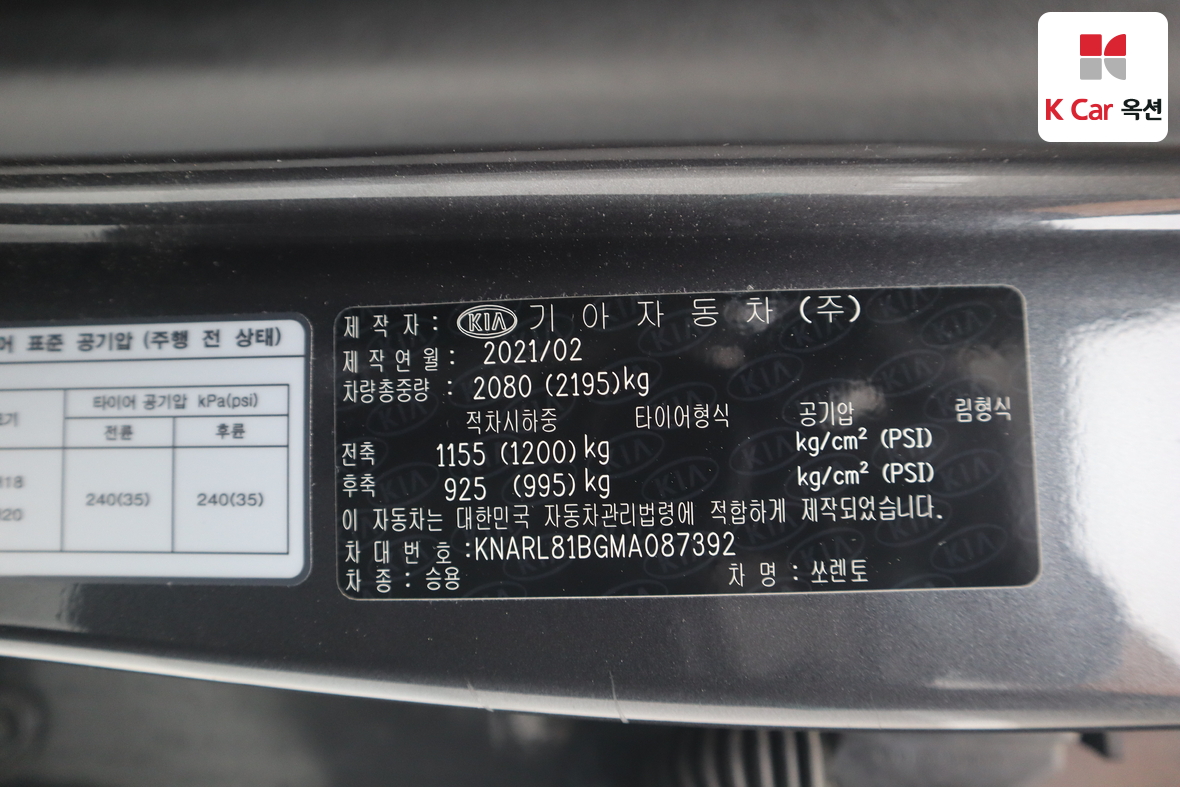 K Car 옥션
표준 공기압 (주행 전 상태)
타이어 공기압 kPa(psi)
전륜 후륜
240(35) 240(35)
제작자 : KIA 기아자동차(주)
제작연월 : 2021/02
차량총중량 : 2080 (2195)kg
적차시하중 타이어형식 공기압 림형식
전축 1155 (1200)kg kg/cm² (PSI)
후축 925 (995)kg kg/cm² (PSI)
이 자동차는 대한민국 자동차관리법령에 적합하게 제작되었습니다.
차대번호 :KNARL81BGMA087392
차종 : 승용 차명 : 쏘렌토